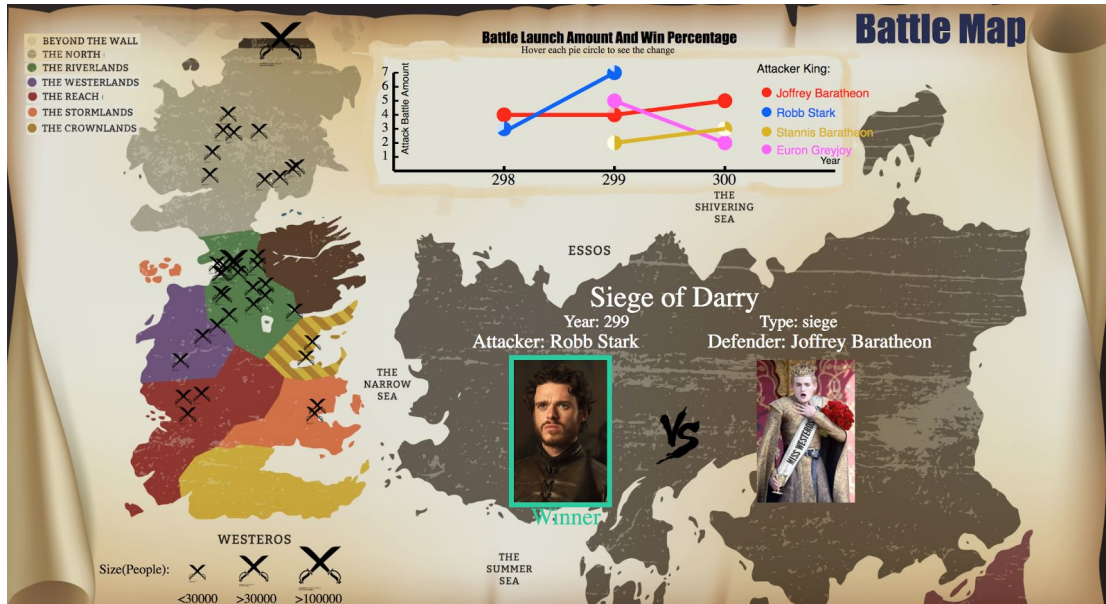 Battle Map
BEYOND THE WALL
THE NORTH
THE RIVERLANDS
THE WESTERLANDS
THE REACH
THE STORMLANDS
THE CROWNLANDS
Battle Launch Amount And Win Percentage
Hover each pie circle to see the change
Attack Battle Amount
7
6
5
4
3
2
1
298
299
300
Year
Attacker King:
Joffrey Baratheon
Robb Stark
Stannis Baratheon
Euron Greyjoy
THE
SHIVERING
SEA
ESSOS
Siege of Darry
Year: 299
Type: siege
Attacker: Robb Stark
Defender: Joffrey Baratheon
THE
NARROW
SEA
VS
MISS WESTEROS
Winner
WESTEROS
THE
SUMMER
SEA
Size(People):
<30000
>30000
>100000